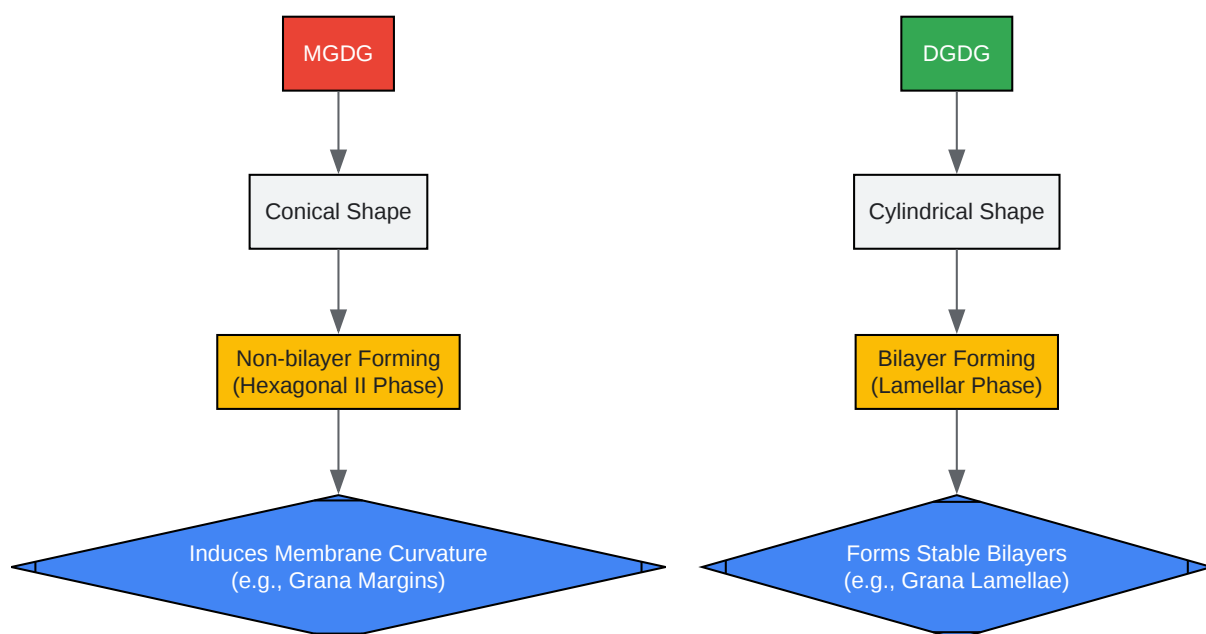 MGDG
Conical Shape
Non-bilayer Forming
(Hexagonal II Phase)
Induces Membrane Curvature
(e.g., Grana Margins)
DGDG
Cylindrical Shape
Bilayer Forming
(Lamellar Phase)
Forms Stable Bilayers
(e.g., Grana Lamellae)